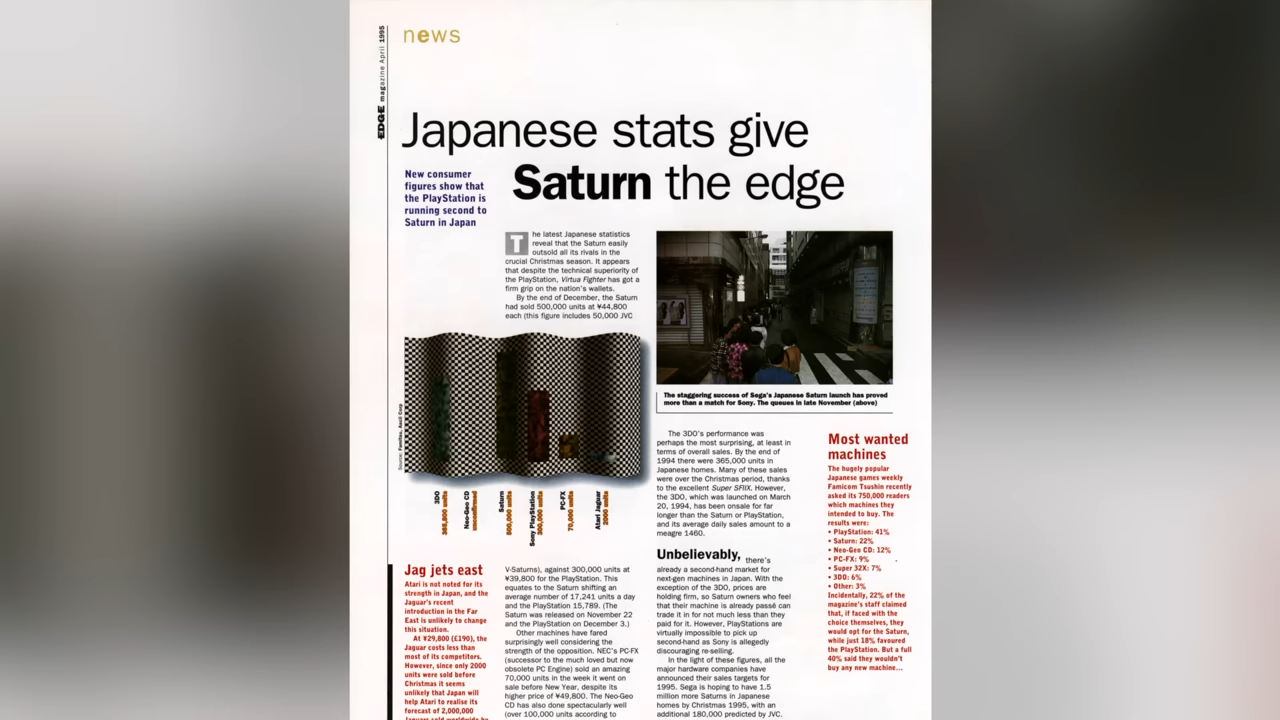 news
EDGE magazine April 1995
Japanese stats give
Saturn the edge
New consumer
figures show that
the PlayStation is
running second to
Saturn in Japan
The latest Japanese statistics
reveal that the Saturn easily
outsold all its rivals in the
crucial Christmas season. It appears
that despite the technical superiority of
the PlayStation, Virtua Fighter has got a
firm grip on the nation's wallets.
By the end of December, the Saturn
had sold 500,000 units at ¥44,800
each (this figure includes 50,000 JVC
Source: Famitsu, Ascii Corp
3DO
365,000 units
Neo-Geo CD
unconfirmed
Saturn
500,000 units
Sony PlayStation
300,000 units
PC-FX
70,000 units
Atari Jaguar
2000 units
Jag jets east
Atari is not noted for its
strength in Japan, and the
Jaguar's recent
introduction in the Far
East is unlikely to change
this situation.
At ¥29,800 (£190), the
Jaguar costs less than
most of its competitors.
However, since only 2000
units were sold before
Christmas it seems
unlikely that Japan will
help Atari to realise its
forecast of 2,000,000
Jaguars sold worldwide by
V-Saturns), against 300,000 units at
¥39,800 for the PlayStation. This
equates to the Saturn shifting an
average number of 17,241 units a day
and the PlayStation 15,789. (The
Saturn was released on November 22
and the PlayStation on December 3.)
Other machines have fared
surprisingly well considering the
strength of the opposition. NEC's PC-FX
(successor to the much loved but now
obsolete PC Engine) sold an amazing
70,000 units in the week it went on
sale before New Year, despite its
higher price of ¥49,800. The Neo-Geo
CD has also done spectacularly well
(over 100,000 units according to
The staggering success of Sega's Japanese Saturn launch has proved
more than a match for Sony. The queues in late November (above)
The 3DO's performance was
perhaps the most surprising, at least in
terms of overall sales. By the end of
1994 there were 365,000 units in
Japanese homes. Many of these sales
were over the Christmas period, thanks
to the excellent Super SFIIX. However,
the 3DO, which was launched on March
20, 1994, has been onsale for far
longer than the Saturn or PlayStation,
and its average daily sales amount to a
meagre 1460.
Unbelievably, there's
already a second-hand market for
next-gen machines in Japan. With the
exception of the 3DO, prices are
holding firm, so Saturn owners who feel
that their machine is already passé can
trade it in for not much less than they
paid for it. However, PlayStations are
virtually impossible to pick up
second-hand as Sony is allegedly
discouraging re-selling.
In the light of these figures, all the
major hardware companies have
announced their sales targets for
1995. Sega is hoping to have 1.5
million more Saturns in Japanese
homes by Christmas 1995, with an
additional 180,000 predicted by JVC.
Most wanted
machines
The hugely popular
Japanese games weekly
Famicom Tsushin recently
asked its 750,000 readers
which machines they
intended to buy. The
results were:
• PlayStation: 41%
• Saturn: 22%
• Neo-Geo CD: 12%
• PC-FX: 9%
• Super 32X: 7%
• 3DO: 6%
• Other: 3%
Incidentally, 22% of the
magazine's staff claimed
that, if faced with the
choice themselves, they
would opt for the Saturn,
while just 18% favoured
the PlayStation. But a full
40% said they wouldn't
buy any new machine...